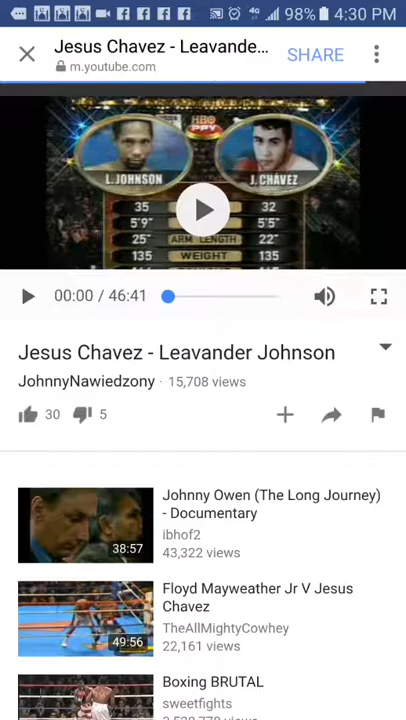 98% 4:30 PM
Jesus Chavez - Leavande...
SHARE
m.youtube.com
HBO
PPV
L. JOHNSON
J. CHAVEZ
35 32
5'9" 5'5"
25" ARM LENGTH 22"
135 WEIGHT 135
00:00 / 46:41
Jesus Chavez - Leavander Johnson
JohnnyNawiedzony · 15,708 views
30 5
Johnny Owen (The Long Journey)
- Documentary
ibhof2
38:57
43,322 views
Floyd Mayweather Jr V Jesus
Chavez
TheAllMightyCowhey
49:56
22,161 views
Boxing BRUTAL
sweetfights